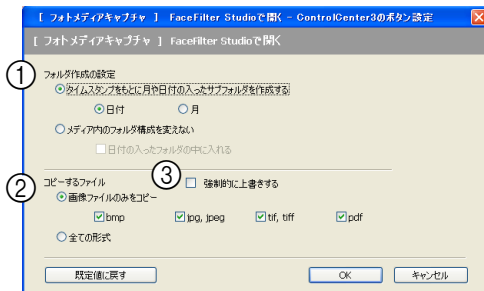 [ フォトメディアキャプチャ ] FaceFilter Studioで開く - ControlCenter3のボタン設定
[ フォトメディアキャプチャ ] FaceFilter Studioで開く
1
フォルダ作成の設定
タイムスタンプをもとに月や日付の入ったサブフォルダを作成する
日付 月
メディア内のフォルダ構成を変えない
日付の入ったフォルダの中に入れる
2 コピーするファイル 3 強制的に上書きする
画像ファイルのみをコピー
bmp jpg, jpeg tif, tiff pdf
全ての形式
既定値に戻す OK キャンセル